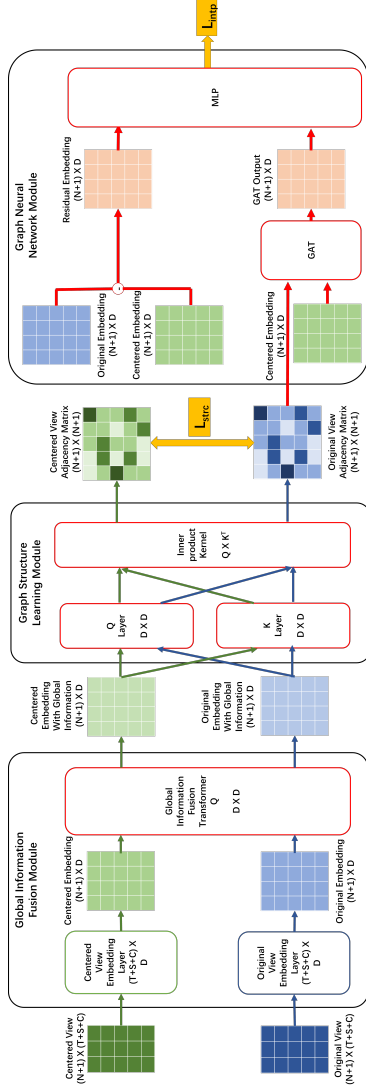 Global Information
Fusion Module
Centered View
(N+1) X (T+S+C)
Centered
View
Embedding
Layer
(T+S+C) X
D
Centered Embedding
(N+1) X D
Original View
(N+1) X (T+S+C)
Original
View
Embedding
Layer
(T+S+C) X
D
Original Embedding
(N+1) X D
Global
Information
Fusion
Transformer
Q
D X D
Centered
Embedding
With Global
Information
(N+1) X D
Original
Embedding
With Global
Information
(N+1) X D
Graph Structure
Learning Module
Q
Layer
D X D
K
Layer
D X D
Inner
product
Kernel
Q X Kᵀ
Centered View
Adjacency Matrix
(N+1) X (N+1)
L_strc
Original View
Adjacency Matrix
(N+1) X (N+1)
Graph Neural
Network Module
Original Embedding
(N+1) X D
Centered Embedding
(N+1) X D
-
Residual Embedding
(N+1) X D
Centered Embedding
(N+1) X D
GAT
GAT Output
(N+1) X D
MLP
L_intp